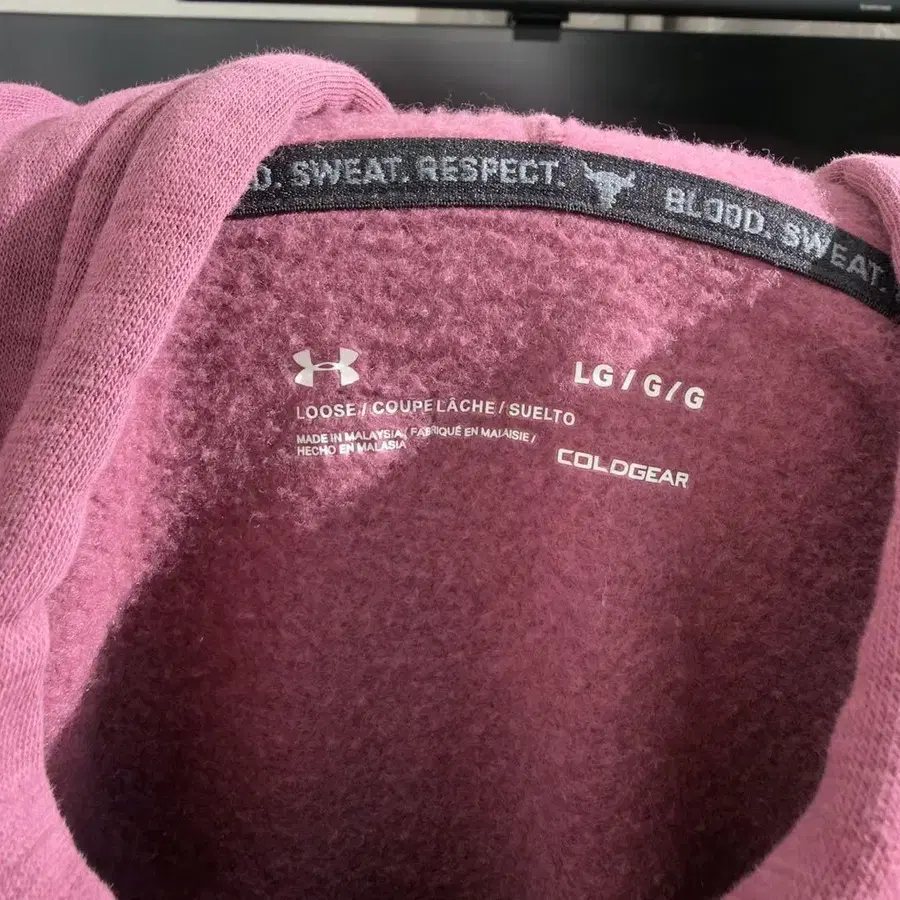 D. SWEAT. RESPECT. BLOOD. SWEAT.
LG / G / G
LOOSE / COUPE LÂCHE / SUELTO
MADE IN MALAYSIA / FABRIQUÉ EN MALAISIE /
HECHO EN MALASIA
COLDGEAR